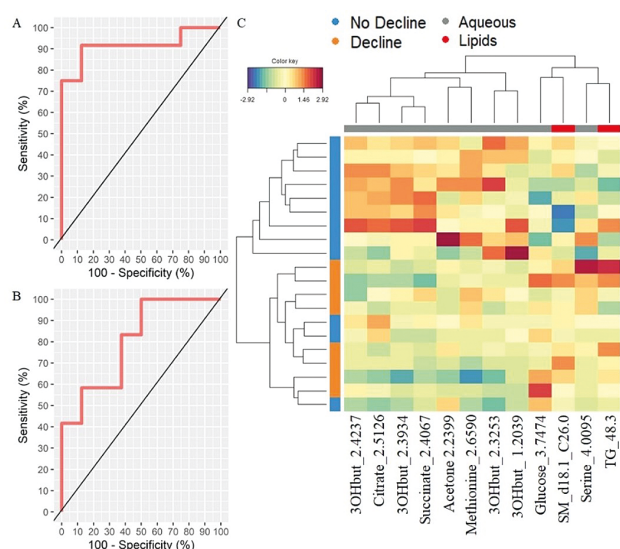 A
100
90
80
70
60
50
40
30
20
10
0
Sensitivity (%)
0 10 20 30 40 50 60 70 80 90 100
100 - Specificity (%)
B
100
90
80
70
60
50
40
30
20
10
0
Sensitivity (%)
0 10 20 30 40 50 60 70 80 90 100
100 - Specificity (%)
C
No Decline
Decline
Aqueous
Lipids
Color key
-2.92 0 1.46 2.92
3OHbut_2.4237
Citrate_2.5126
3OHbut_2.3934
Succinate_2.4067
Acetone_2.2399
Methionine_2.6590
3OHbut_2.3253
3OHbut_1.2039
Glucose_3.7474
SM_d18.1_C26.0
Serine_4.0095
TG_48.3